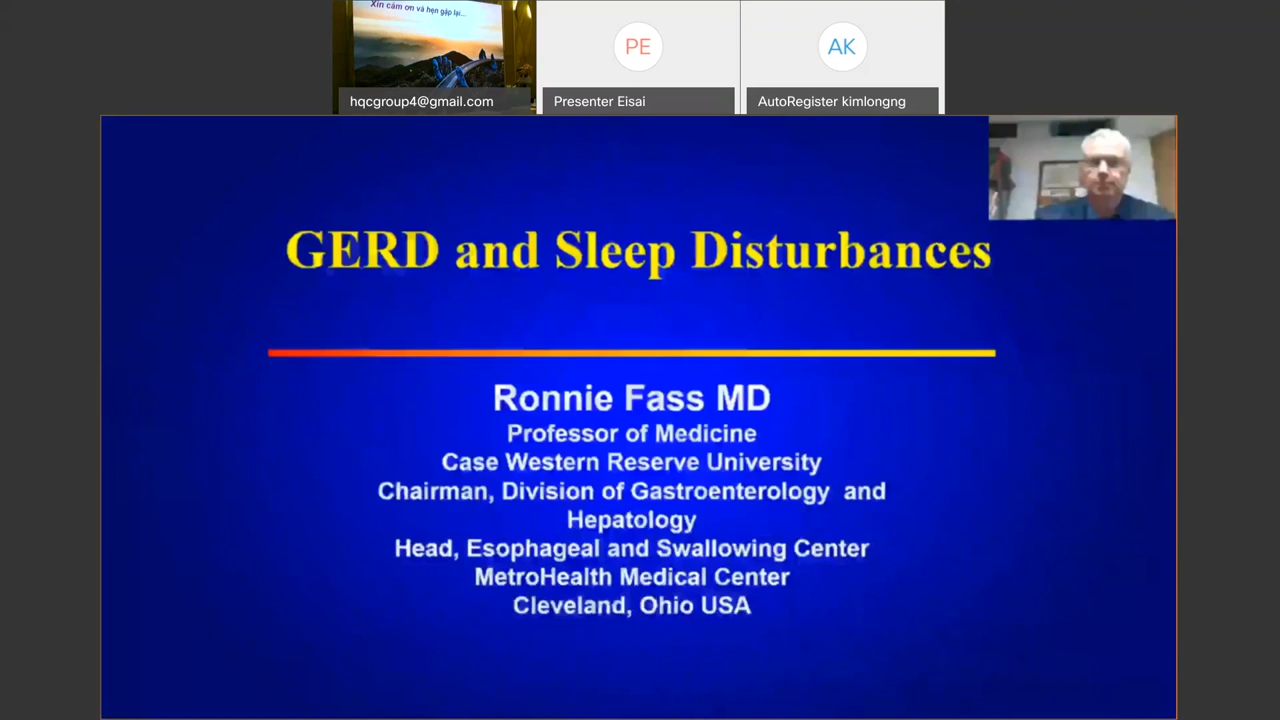 Xin cảm ơn và hẹn gặp lại...
hqcgroup4@gmail.com
PE
Presenter Eisai
AK
AutoRegister kimlongng
GERD and Sleep Disturbances
Ronnie Fass MD
Professor of Medicine
Case Western Reserve University
Chairman, Division of Gastroenterology and
Hepatology
Head, Esophageal and Swallowing Center
MetroHealth Medical Center
Cleveland, Ohio USA